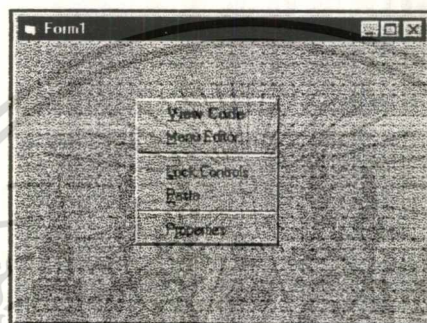 Form1
View Code
Menu Editor...
Lock Controls
Paste
Properties